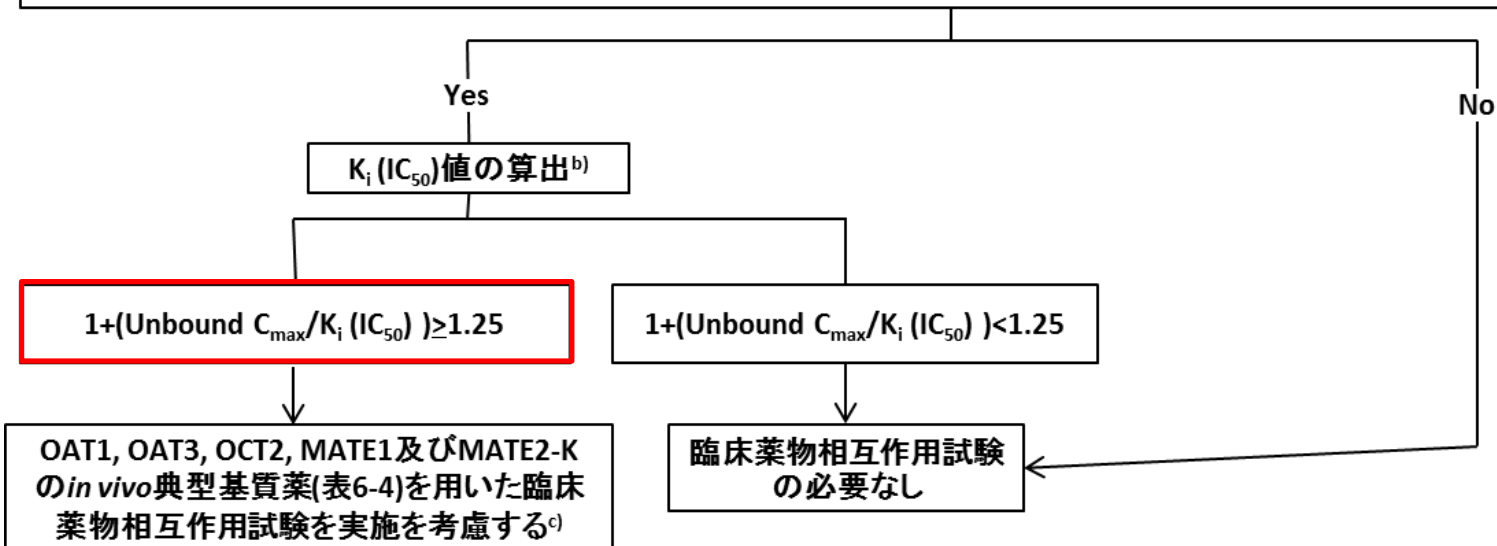 Yes
No
Kᵢ (IC₅₀)値の算出ᵇ⁾
1+(Unbound Cₘₐₓ/Kᵢ (IC₅₀) )≥1.25
1+(Unbound Cₘₐₓ/Kᵢ (IC₅₀) )<1.25
OAT1, OAT3, OCT2, MATE1及びMATE2-K
のin vivo典型基質薬(表6-4)を用いた臨床
薬物相互作用試験を実施を考慮するᶜ⁾
臨床薬物相互作用試験
の必要なし